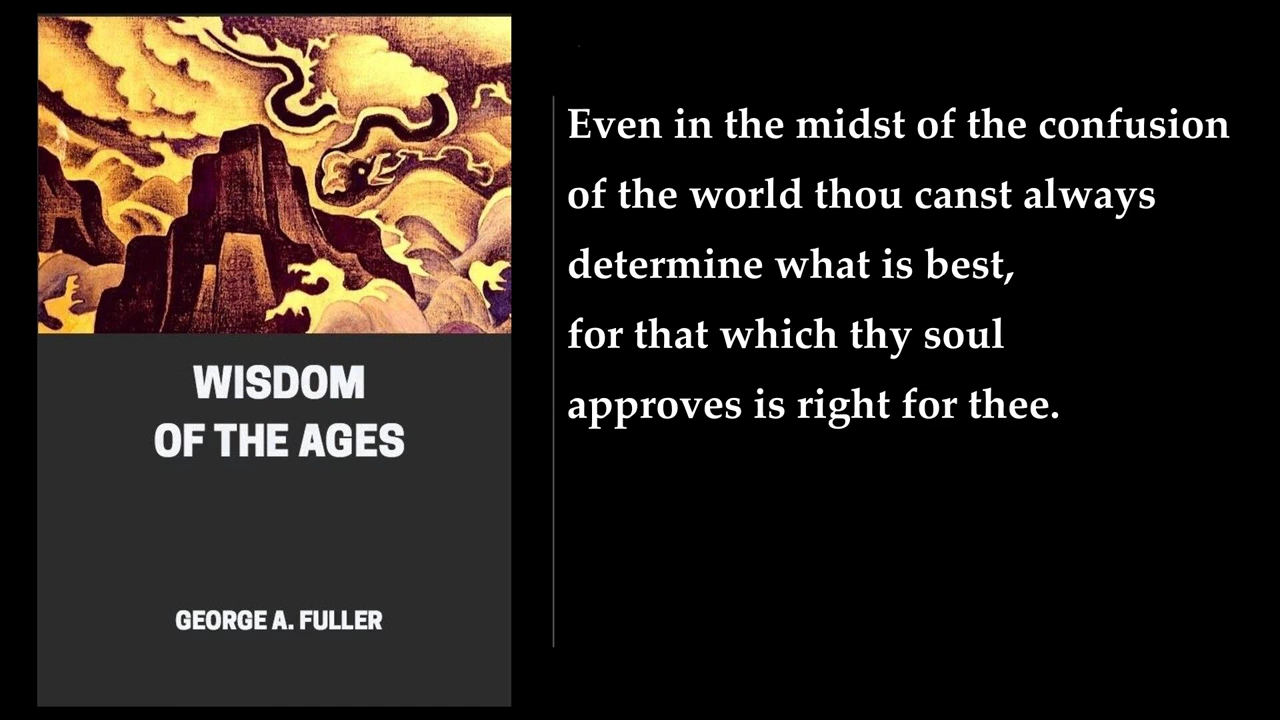 WISDOM
OF THE AGES
GEORGE A. FULLER
Even in the midst of the confusion
of the world thou canst always
determine what is best,
for that which thy soul
approves is right for thee.